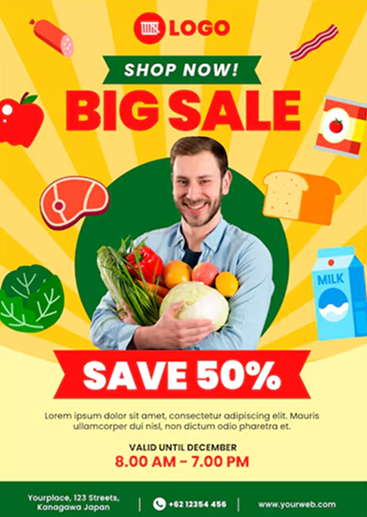 LOGO
SHOP NOW!
BIG SALE
MILK
SAVE 50%
Lorem ipsum dolor sit amet, consectetur adipiscing elit. Mauris
ullamcorper dui mauris, non dictum odio pharetra et.
VALID UNTIL DECEMBER
8.00 AM - 7.00 PM
Yourplace, 123 Streets,
Kanagawa Japan
+62 12354 456
www.yourweb.com